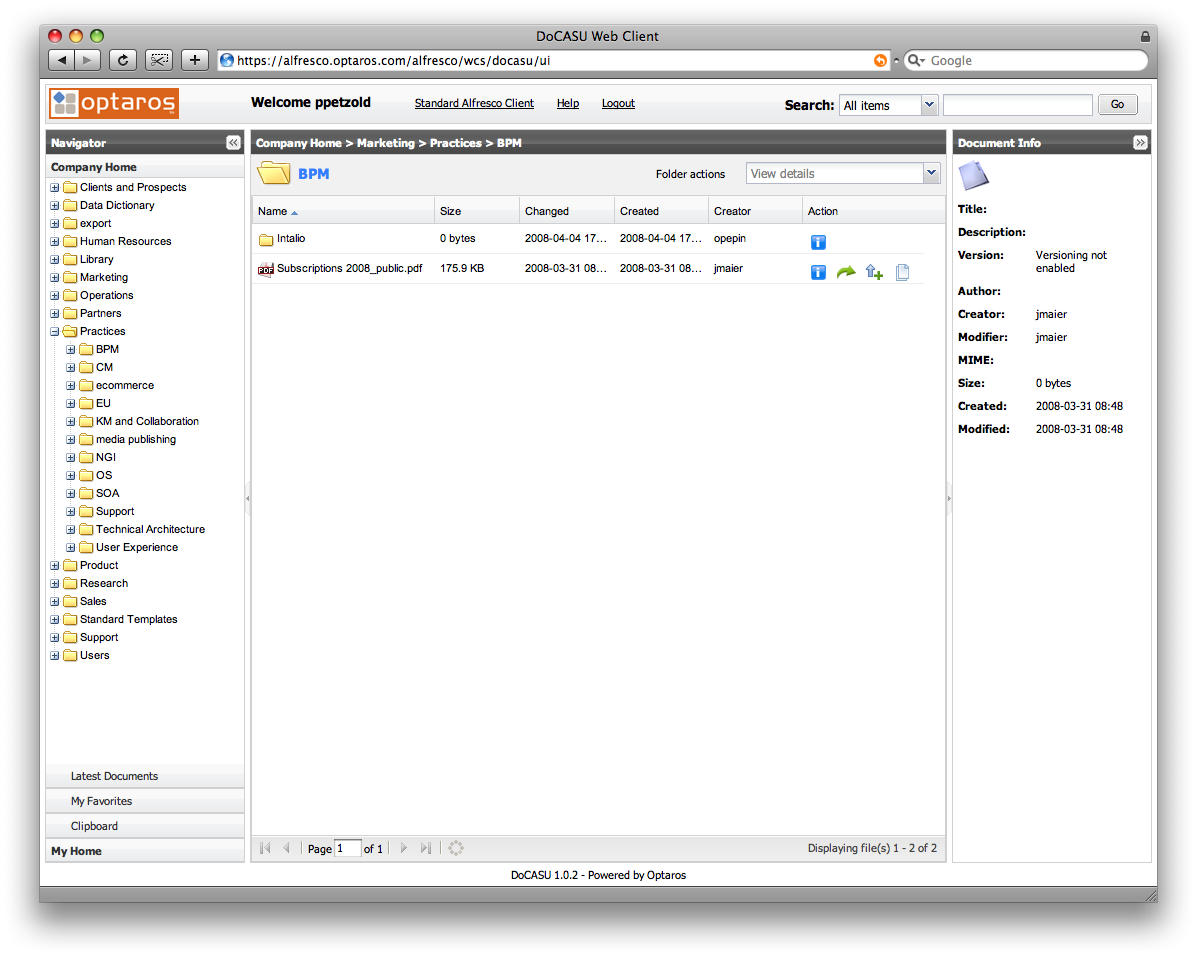 DoCASU Web Client
https://alfresco.optaros.com/alfresco/wcs/docasu/ui
Google
optaros
Welcome ppetzold
Standard Alfresco Client Help Logout
Search: All items Go
Navigator
Company Home
Clients and Prospects
Data Dictionary
export
Human Resources
Library
Marketing
Operations
Partners
Practices
BPM
CM
ecommerce
EU
KM and Collaboration
media publishing
NGI
OS
SOA
Support
Technical Architecture
User Experience
Product
Research
Sales
Standard Templates
Support
Users
Latest Documents
My Favorites
Clipboard
My Home
Company Home > Marketing > Practices > BPM
BPM
Folder actions View details
Name Size Changed Created Creator Action
Intalio 0 bytes 2008-04-04 17... 2008-04-04 17... opepin
PDF Subscriptions 2008_public.pdf 175.9 KB 2008-03-31 08... 2008-03-31 08... jmaier
Page 1 of 1
Displaying file(s) 1 - 2 of 2
Document Info
Title:
Description:
Version: Versioning not
enabled
Author:
Creator: jmaier
Modifier: jmaier
MIME:
Size: 0 bytes
Created: 2008-03-31 08:48
Modified: 2008-03-31 08:48
DoCASU 1.0.2 - Powered by Optaros